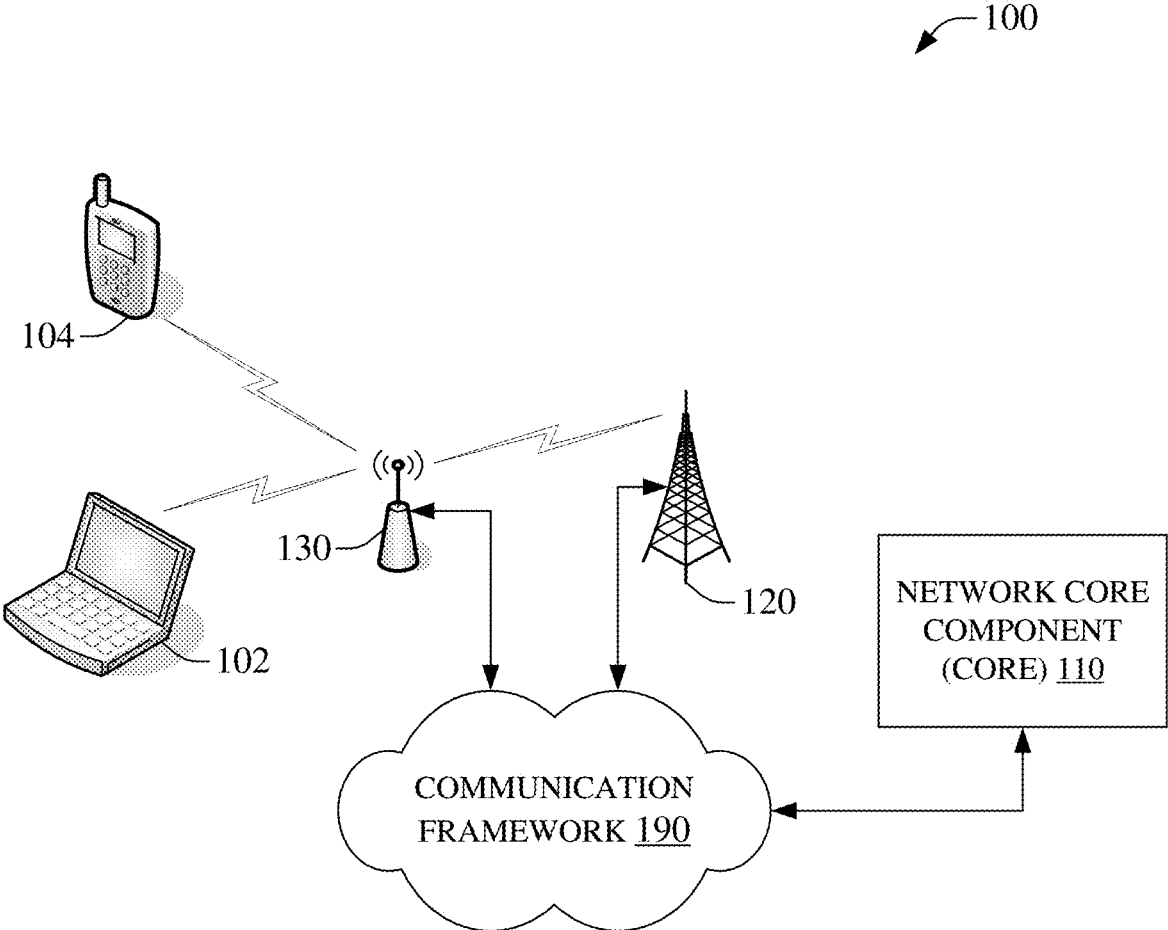 100
104
130
120
102
NETWORK CORE
COMPONENT
(CORE) 110
COMMUNICATION
FRAMEWORK 190